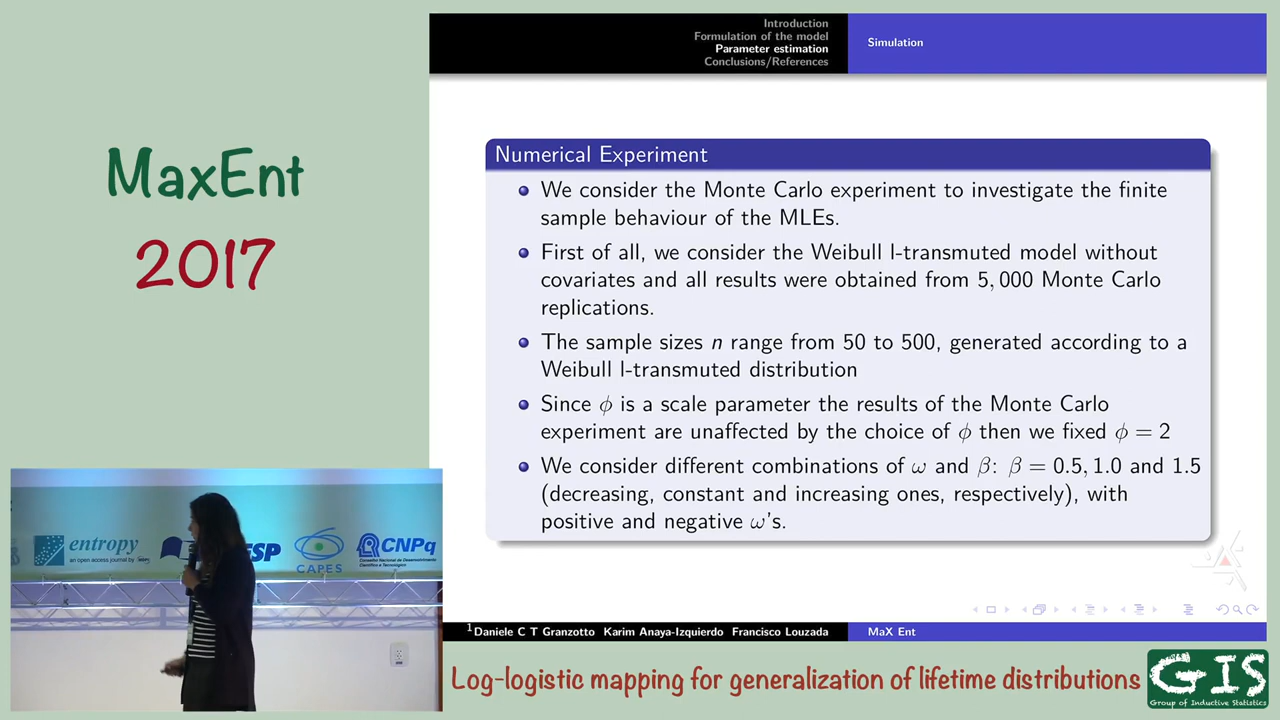 MaxEnt
2017
Introduction
Formulation of the model
Parameter estimation
Conclusions/References
Simulation
Numerical Experiment
We consider the Monte Carlo experiment to investigate the finite
sample behaviour of the MLEs.
First of all, we consider the Weibull l-transmuted model without
covariates and all results were obtained from 5,000 Monte Carlo
replications.
The sample sizes n range from 50 to 500, generated according to a
Weibull l-transmuted distribution
Since ϕ is a scale parameter the results of the Monte Carlo
experiment are unaffected by the choice of ϕ then we fixed ϕ = 2
We consider different combinations of ω and β: β = 0.5, 1.0 and 1.5
(decreasing, constant and increasing ones, respectively), with
positive and negative ω's.
1 Daniele C T Granzotto Karim Anaya-Izquierdo Francisco Louzada
MaX Ent
entropy
an open access journal by
CAPES
CNPq
Log-logistic mapping for generalization of lifetime distributions
GIS
Group of Inductive Statistics